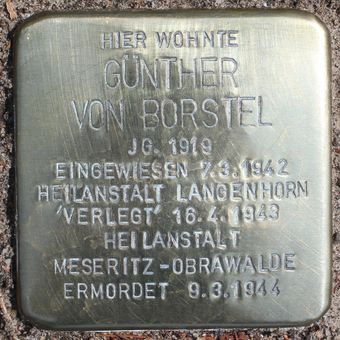 HIER WOHNTE
GÜNTHER
VON BORSTEL
JG. 1919
EINGEWIESEN 7.3.1942
HEILANSTALT LANGENHORN
'VERLEGT' 16.4.1943
HEILANSTALT
MESERITZ-OBRAWALDE
ERMORDET 9.3.1944